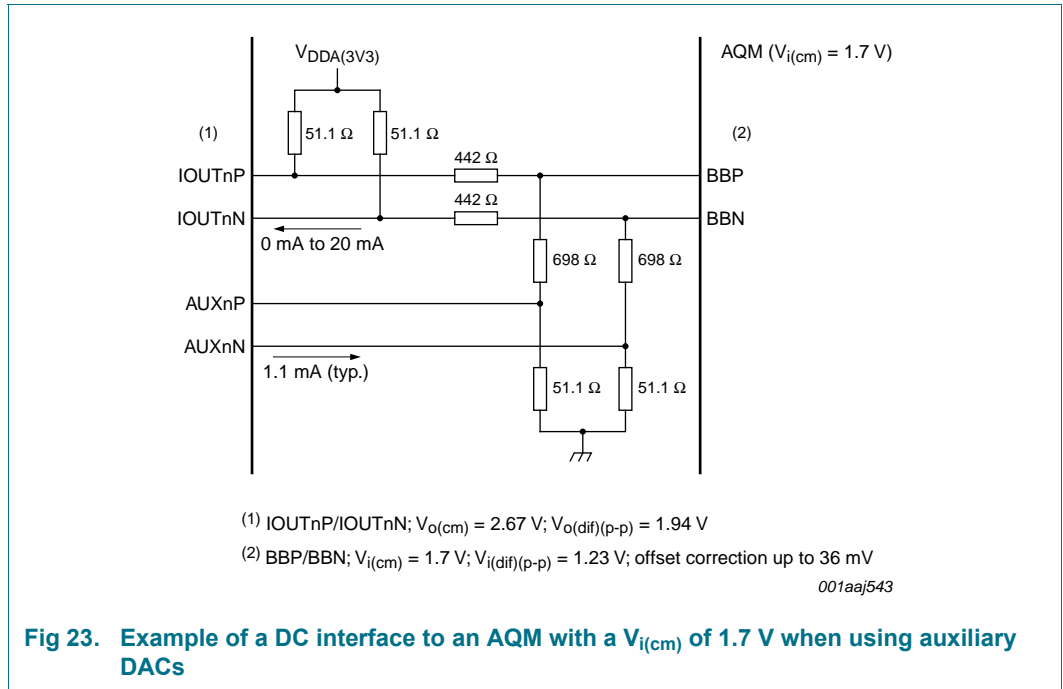 VDDA(3V3)
AQM (Vi(cm) = 1.7 V)
(1)
51.1 Ω
51.1 Ω
(2)
442 Ω
IOUTnP
BBP
442 Ω
IOUTnN
BBN
0 mA to 20 mA
698 Ω
698 Ω
AUXnP
AUXnN
1.1 mA (typ.)
51.1 Ω
51.1 Ω
(1) IOUTnP/IOUTnN; Vo(cm) = 2.67 V; Vo(dif)(p-p) = 1.94 V
(2) BBP/BBN; Vi(cm) = 1.7 V; Vi(dif)(p-p) = 1.23 V; offset correction up to 36 mV
001aaj543
Fig 23. Example of a DC interface to an AQM with a Vi(cm) of 1.7 V when using auxiliary
DACs